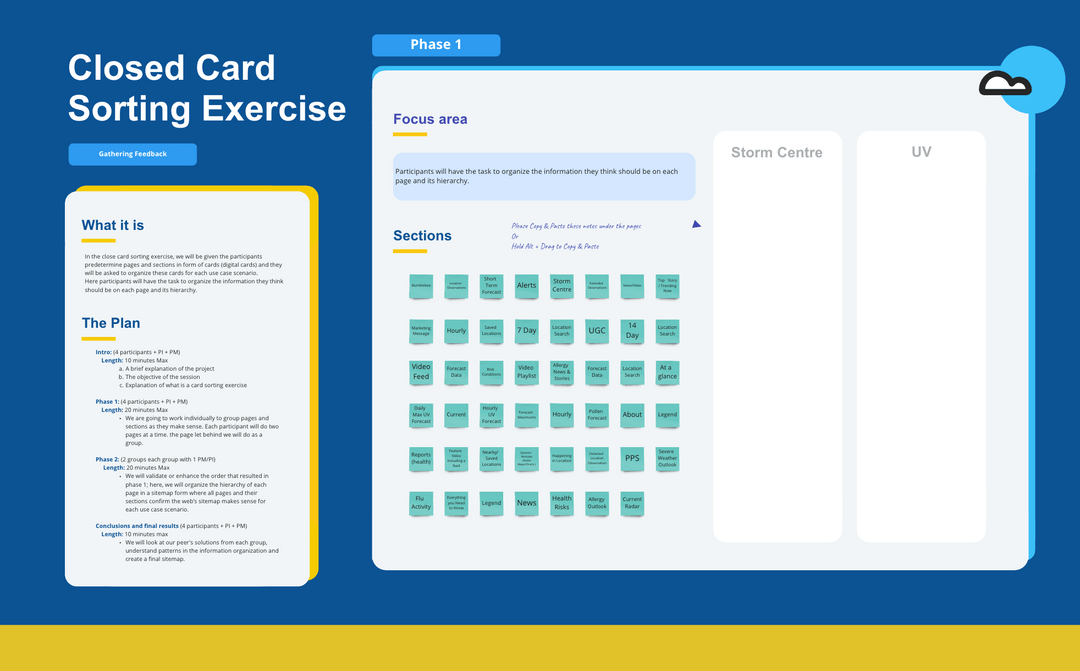 Closed Card
Sorting Exercise
Gathering Feedback
What it is
In the close card sorting exercise, we will be given the participants
predetermine pages and sections in form of cards (digital cards) and they
will be asked to organize these cards for each use case scenario.
Here participants will have the task to organize the information they think
should be on each page and its hierarchy.
The Plan
Intro: (4 participants + PI + PM)
Length: 10 minutes Max
a. A brief explanation of the project
b. The objective of the session
c. Explanation of what is a card sorting exercise
Phase 1: (4 participants + PI + PM)
Length: 20 minutes Max
• We are going to work individually to group pages and
sections as they make sense. Each participant will do two
pages at a time. the page let behind we will do as a
group.
Phase 2: (2 groups each group with 1 PM/PI)
Length: 20 minutes Max
• We will validate or enhance the order that resulted in
phase 1; here, we will organize the hierarchy of each
page in a sitemap form where all pages and their
sections confirm the web's sitemap makes sense for
each use case scenario.
Conclusions and final results (4 participants + PI + PM)
Length: 10 minutes max
• We will look at our peer's solutions from each group,
understand patterns in the information organization and
create a final sitemap.
Phase 1
Focus area
Participants will have the task to organize the information they think should be on each
page and its hierarchy.
Sections
Please Copy & Paste these notes under the pages
Or
Hold Alt + Drag to Copy & Paste
Short
Term
Forecast
Alerts
Storm
Centre
Marketing
Message
Hourly
Saved
Locations
7 Day
Location
Search
UGC
14
Day
Location
Search
Video
Feed
Forecast
Data
Risk
Conditions
Video
Playlist
Allergy
News &
Stories
Forecast
Data
Location
Search
At a
glance
Daily
Max UV
Forecast
Current
Hourly
UV
Forecast
Hourly
Pollen
Forecast
About
Legend
Reports
(health)
Nearby/
Saved
Locations
Happening
in Location
PPS
Severe
Weather
Outlook
Flu
Activity
Everything
you Need
to Know
Legend
News
Health
Risks
Allergy
Outlook
Current
Radar
Storm Centre
UV